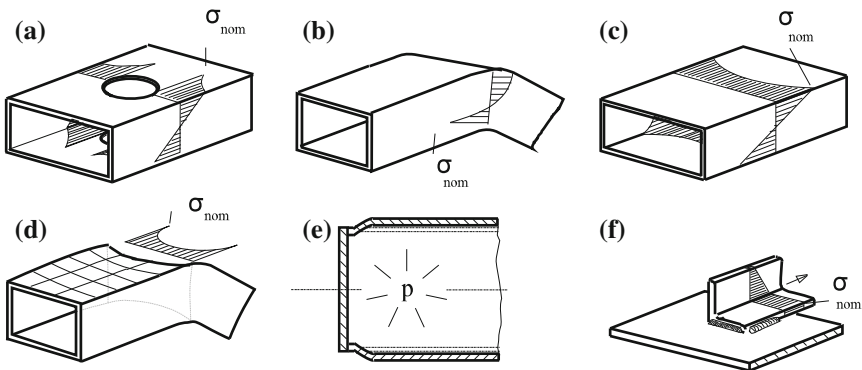 (a)
σ nom
(b)
σ nom
(c)
σ nom
(d)
σ nom
(e)
p
(f)
σ nom